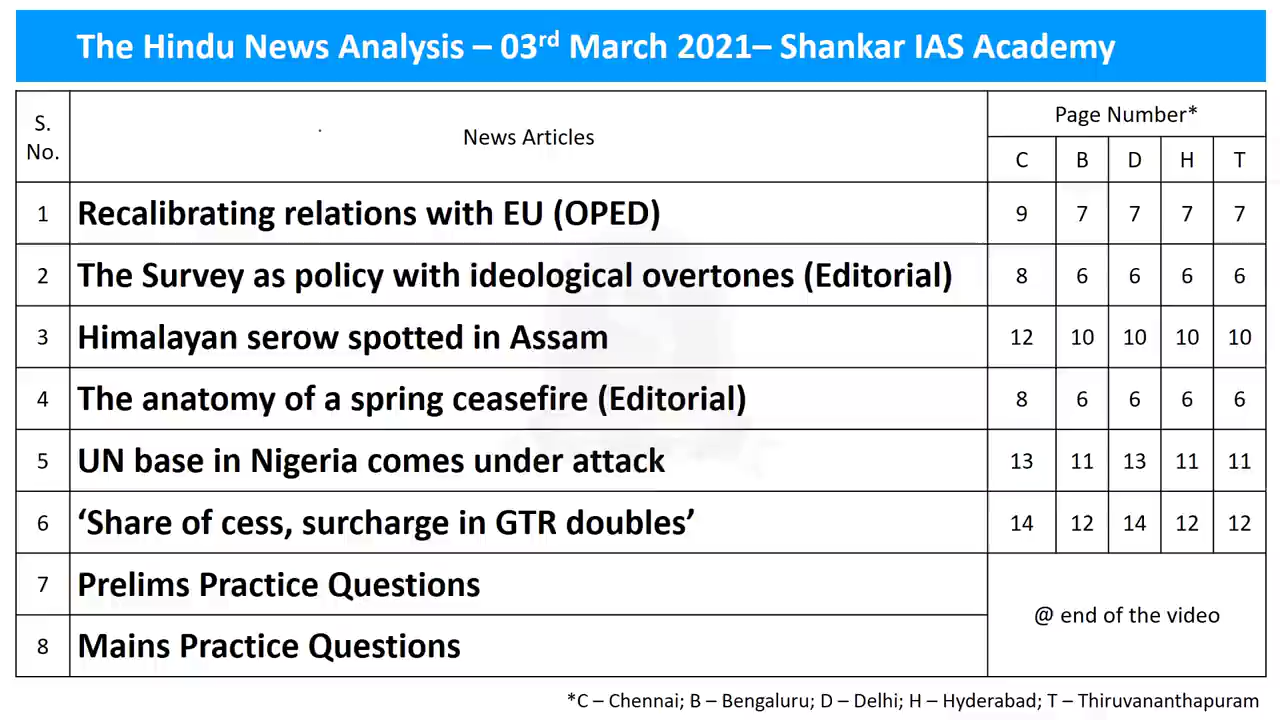 The Hindu News Analysis – 03rd March 2021– Shankar IAS Academy
S. No. News Articles Page Number*
C B D H T
1 Recalibrating relations with EU (OPED) 9 7 7 7 7
2 The Survey as policy with ideological overtones (Editorial) 8 6 6 6 6
3 Himalayan serow spotted in Assam 12 10 10 10 10
4 The anatomy of a spring ceasefire (Editorial) 8 6 6 6 6
5 UN base in Nigeria comes under attack 13 11 13 11 11
6 ‘Share of cess, surcharge in GTR doubles’ 14 12 14 12 12
7 Prelims Practice Questions
@ end of the video
8 Mains Practice Questions
*C – Chennai; B – Bengaluru; D – Delhi; H – Hyderabad; T – Thiruvananthapuram